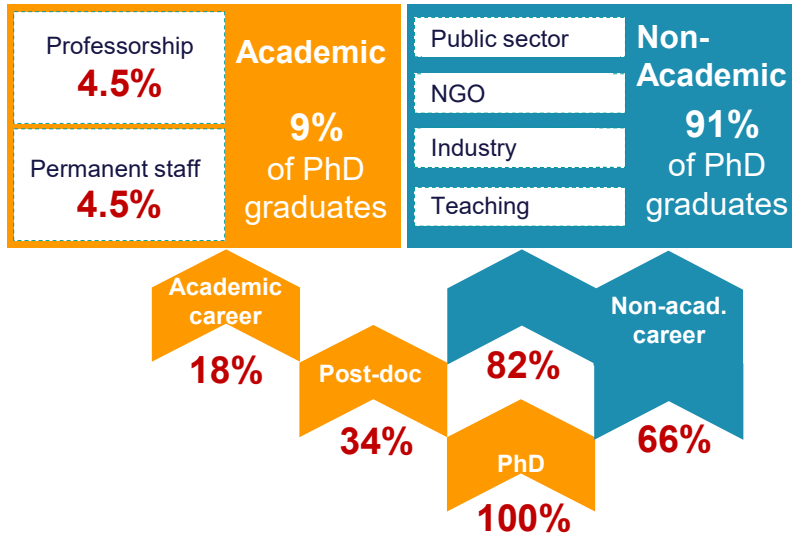 Professorship
4.5%
Permanent staff
4.5%
Academic
9%
of PhD
graduates
Public sector
NGO
Industry
Teaching
Non-
Academic
91%
of PhD
graduates
Academic
career
18%
Post-doc
34%
82%
PhD
100%
Non-acad.
career
66%